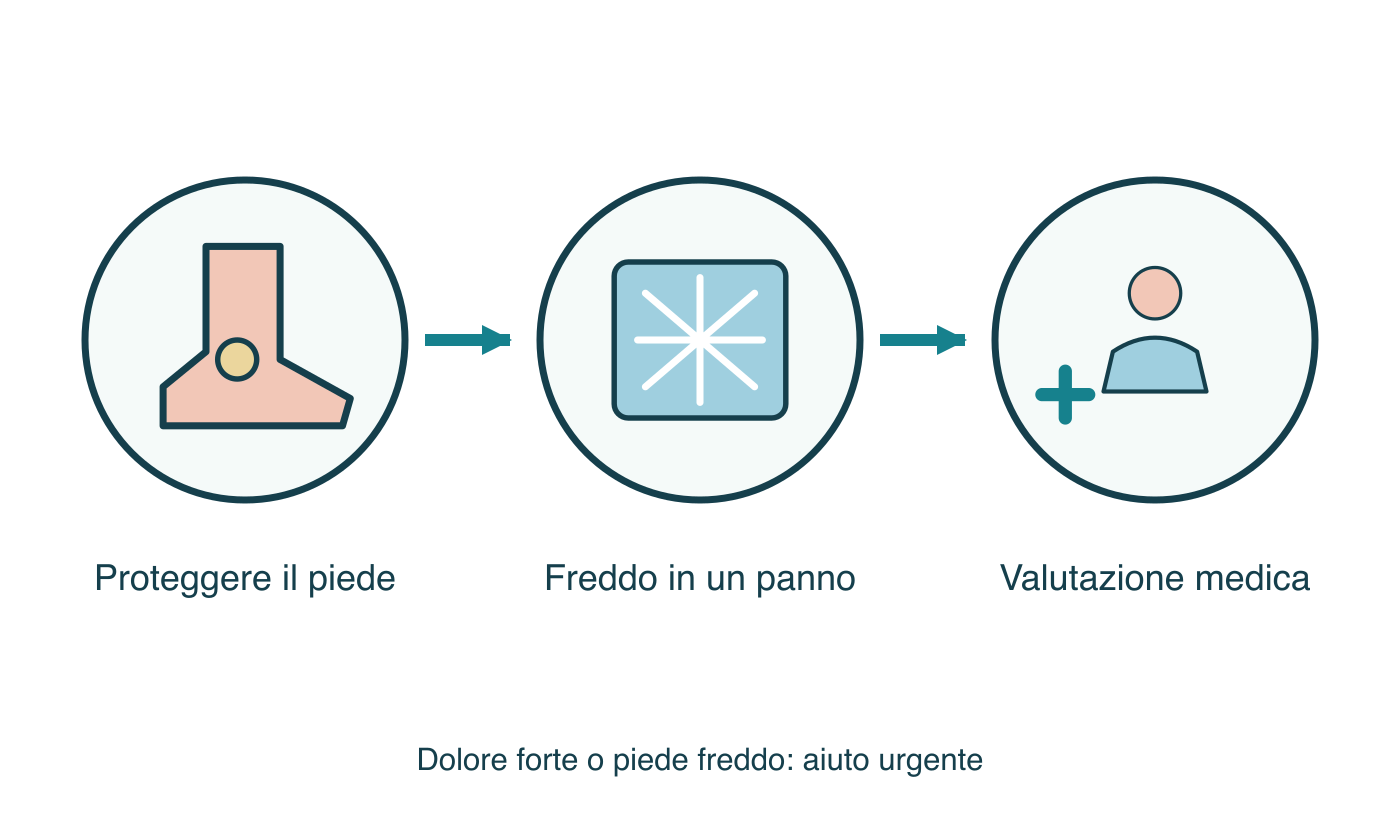 Proteggere il piede
Freddo in un panno
Valutazione medica
Dolore forte o piede freddo: aiuto urgente